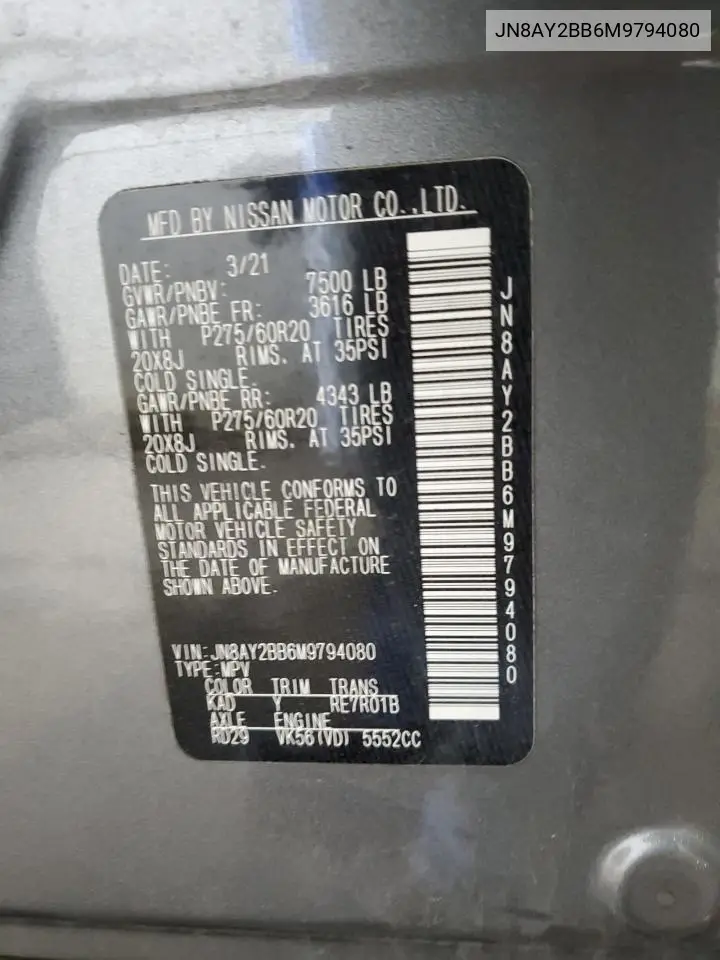 JN8AY2BB6M9794080
MFD BY NISSAN MOTOR CO.,LTD.
DATE: 3/21
GVWR/PNBV: 7500 LB
GAWR/PNBE FR: 3616 LB
WITH P275/60R20 TIRES
20X8J RIMS. AT 35PSI
COLD SINGLE.
GAWR/PNBE RR: 4343 LB
WITH P275/60R20 TIRES
20X8J RIMS. AT 35PSI
COLD SINGLE.
THIS VEHICLE CONFORMS TO
ALL APPLICABLE FEDERAL
MOTOR VEHICLE SAFETY
STANDARDS IN EFFECT ON
THE DATE OF MANUFACTURE
SHOWN ABOVE.
VIN:JN8AY2BB6M9794080
TYPE:MPV
COLOR TRIM TRANS
KAD Y RE7R01B
AXLE ENGINE
RD29 VK56(VD) 5552CC
JN8AY2BB6M9794080